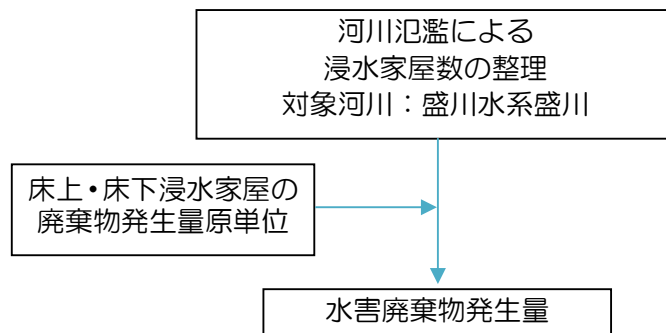 河川氾濫による
浸水家屋数の整理
対象河川：盛川水系盛川
床上・床下浸水家屋の
廃棄物発生量原単位
水害廃棄物発生量